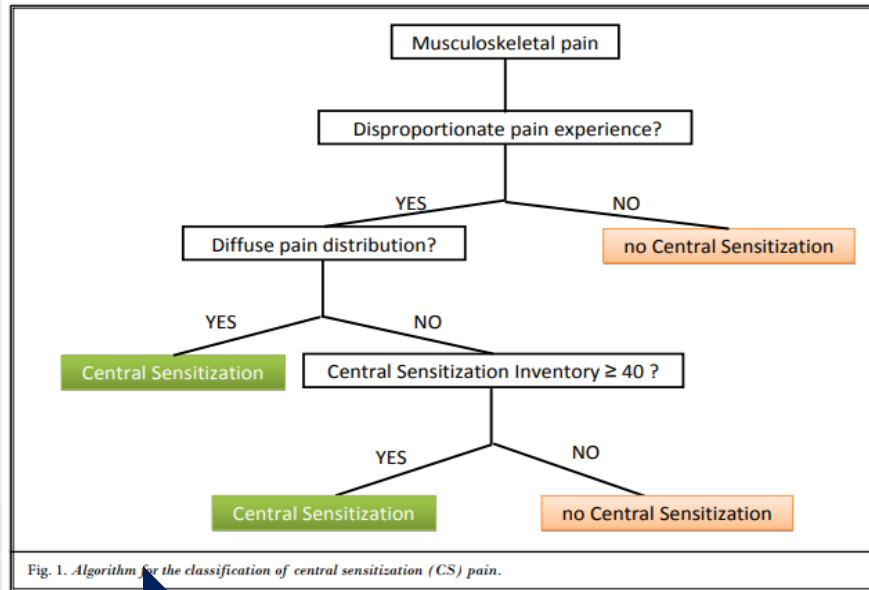 Musculoskeletal pain
Disproportionate pain experience?
YES
NO
Diffuse pain distribution?
no Central Sensitization
YES
NO
Central Sensitization
Central Sensitization Inventory ≥ 40 ?
YES
NO
Central Sensitization
no Central Sensitization
Fig. 1. Algorithm for the classification of central sensitization (CS) pain.